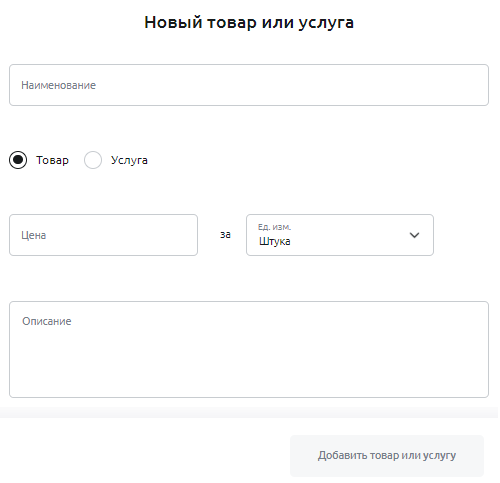 Новый товар или услуга
Наименование
Товар Услуга
Цена за Ед. изм.
Штука
Описание
Добавить товар или услугу